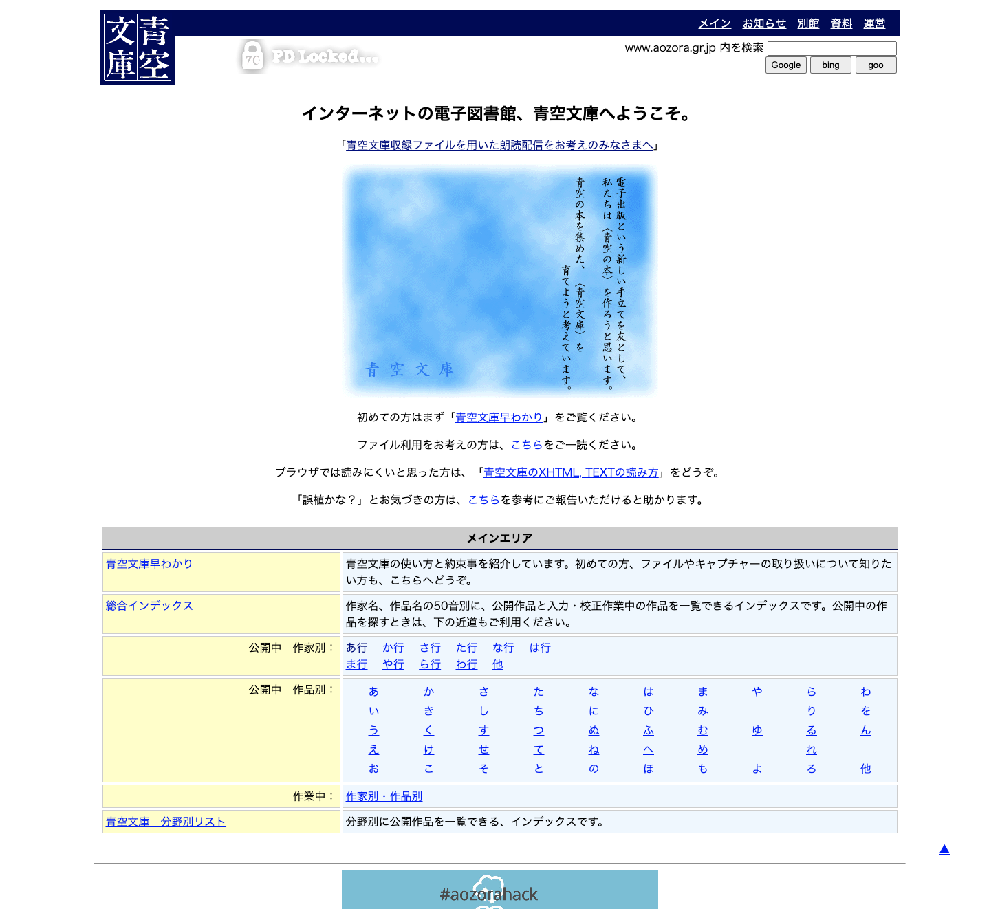 青空文庫
メイン お知らせ 別館 資料 運営
70 PD Locked...
www.aozora.gr.jp 内を検索
Google bing goo
インターネットの電子図書館、青空文庫へようこそ。
「青空文庫収録ファイルを用いた朗読配信をお考えのみなさまへ」
電子出版という新しい手立てを友として、
私たちは〈青空の本〉を作ろうと思います。
青空の本を集めた、〈青空文庫〉を
育てようと考えています。
青空文庫
初めての方はまず「青空文庫早わかり」をご覧ください。
ファイル利用をお考えの方は、こちらをご一読ください。
ブラウザでは読みにくいと思った方は、「青空文庫のXHTML, TEXTの読み方」をどうぞ。
「誤植かな？」とお気づきの方は、こちらを参考にご報告いただけると助かります。
メインエリア
青空文庫早わかり
青空文庫の使い方と約束事を紹介しています。初めての方、ファイルやキャプチャーの取り扱いについて知りた
い方も、こちらへどうぞ。
総合インデックス
作家名、作品名の50音別に、公開作品と入力・校正作業中の作品を一覧できるインデックスです。公開中の作
品を探すときは、下の近道もご利用ください。
公開中　作家別：
あ行 か行 さ行 た行 な行 は行
ま行 や行 ら行 わ行 他
公開中　作品別：
あ か さ た な は ま や ら わ
い き し ち に ひ み り を
う く す つ ぬ ふ む ゆ る ん
え け せ て ね へ め れ
お こ そ と の ほ も よ ろ 他
作業中：
作家別・作品別
青空文庫　分野別リスト
分野別に公開作品を一覧できる、インデックスです。
▲
#aozorahack